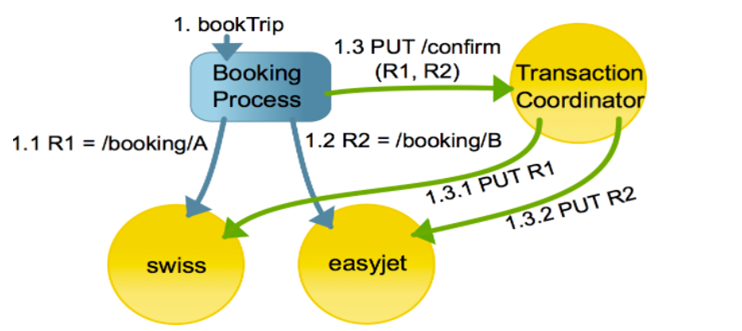 1. bookTrip
1.3 PUT /confirm
(R1, R2)
Booking
Process
Transaction
Coordinator
1.1 R1 = /booking/A
1.2 R2 = /booking/B
1.3.1 PUT R1
1.3.2 PUT R2
swiss
easyjet